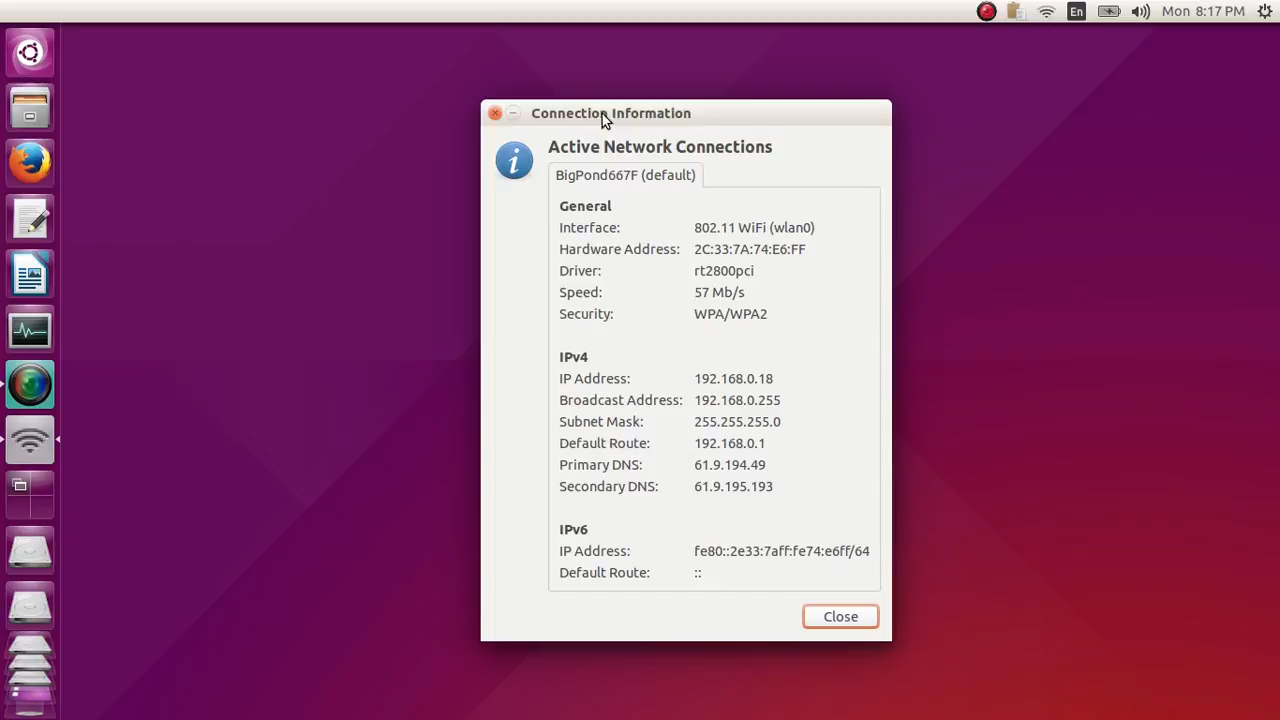 En Mon 8:17 PM
Connection Information
Active Network Connections
BigPond667F (default)
General
Interface: 802.11 WiFi (wlan0)
Hardware Address: 2C:33:7A:74:E6:FF
Driver: rt2800pci
Speed: 57 Mb/s
Security: WPA/WPA2
IPv4
IP Address: 192.168.0.18
Broadcast Address: 192.168.0.255
Subnet Mask: 255.255.255.0
Default Route: 192.168.0.1
Primary DNS: 61.9.194.49
Secondary DNS: 61.9.195.193
IPv6
IP Address: fe80::2e33:7aff:fe74:e6ff/64
Default Route: ::
Close